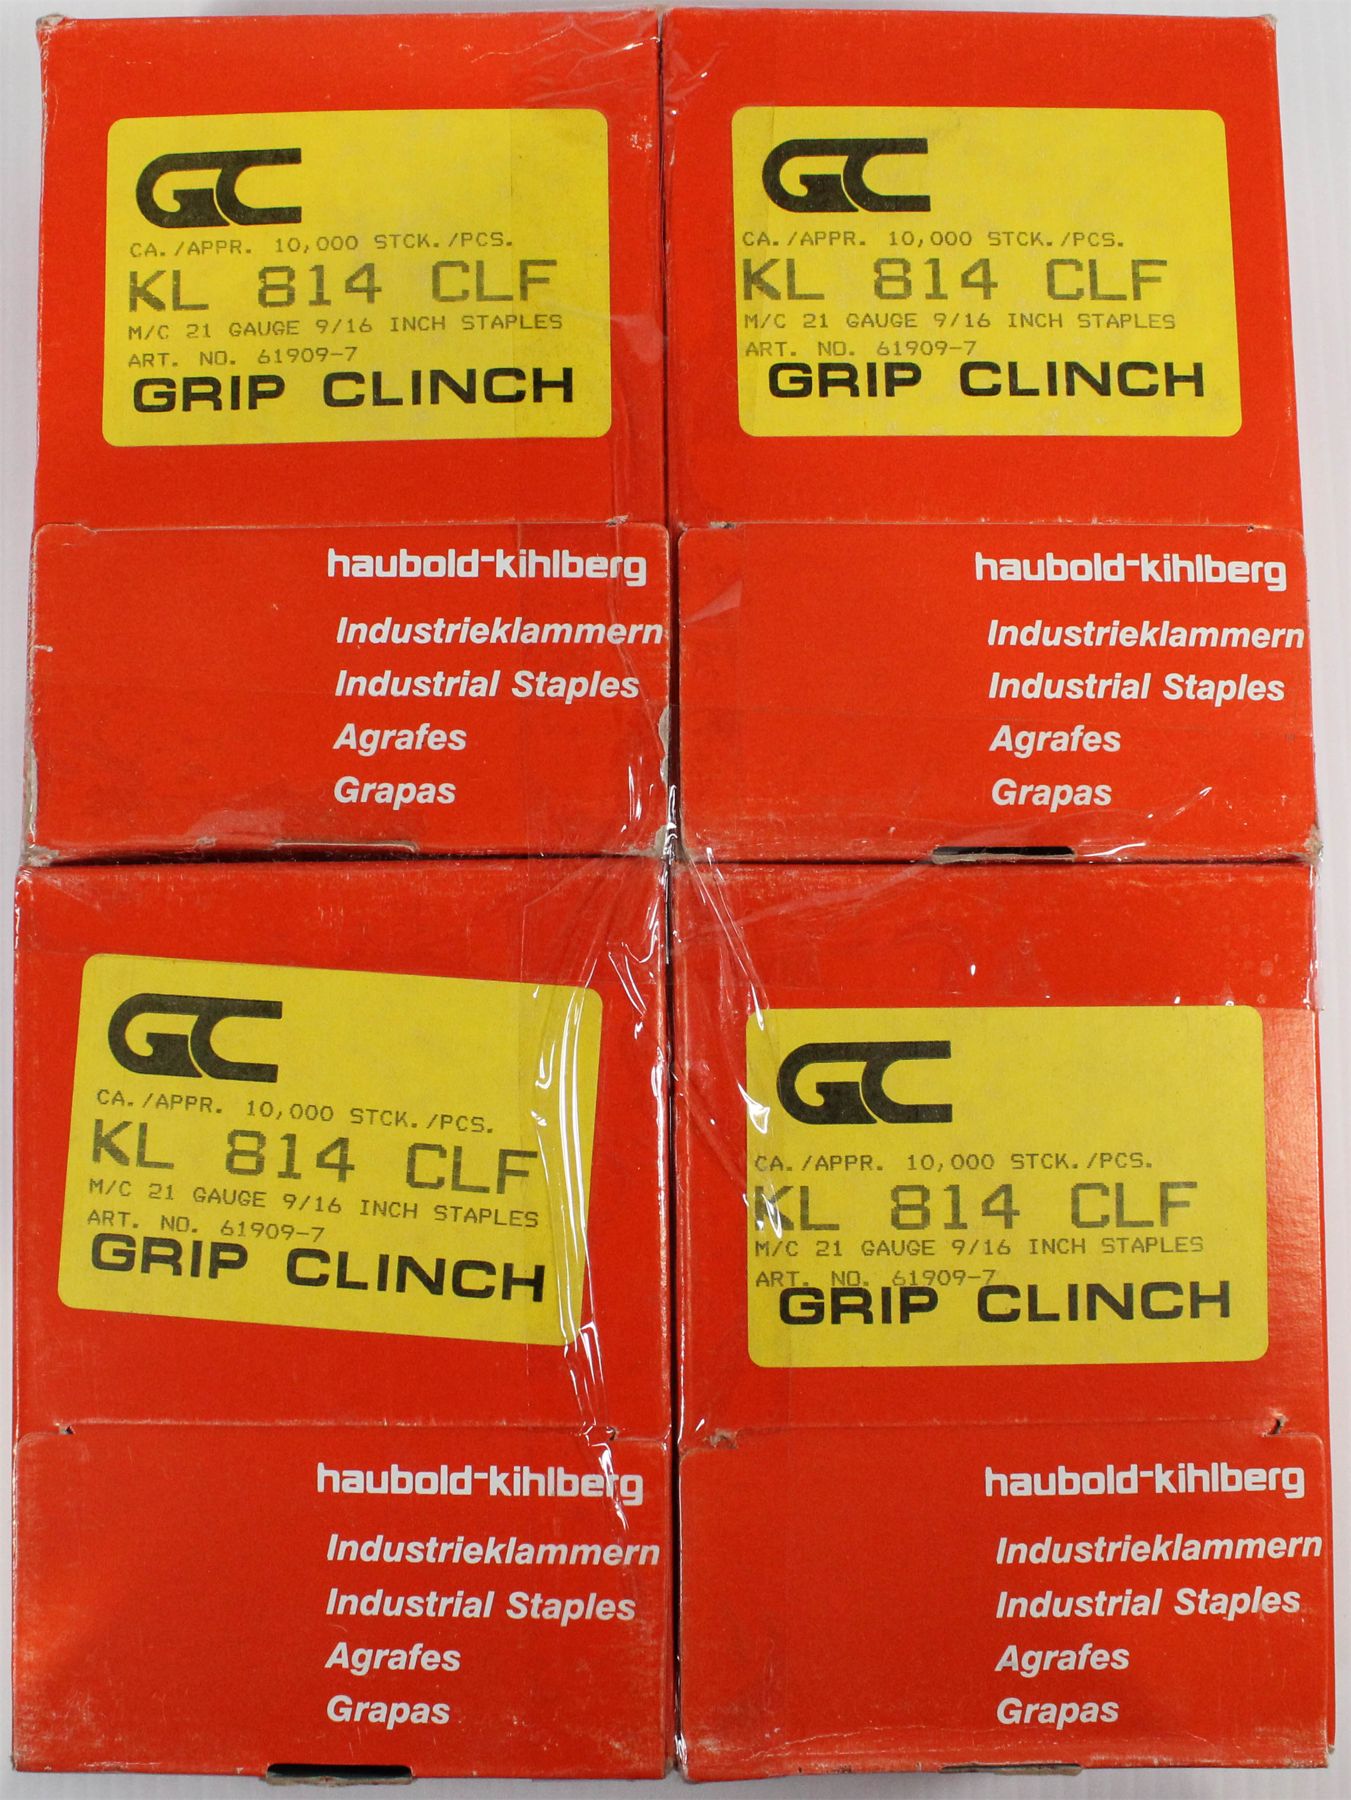 GC
CA./APPR. 10,000 STCK./PCS.
KL 814 CLF
M/C 21 GAUGE 9/16 INCH STAPLES
ART. NO. 61909-7
GRIP CLINCH
haubold-kihlberg
Industrieklammern
Industrial Staples
Agrafes
Grapas
GC
CA./APPR. 10,000 STCK./PCS.
KL 814 CLF
M/C 21 GAUGE 9/16 INCH STAPLES
ART. NO. 61909-7
GRIP CLINCH
haubold-kihlberg
Industrieklammern
Industrial Staples
Agrafes
Grapas
GC
CA./APPR. 10,000 STCK./PCS.
KL 814 CLF
M/C 21 GAUGE 9/16 INCH STAPLES
ART. NO. 61909-7
GRIP CLINCH
haubold-kihlberg
Industrieklammern
Industrial Staples
Agrafes
Grapas
GC
CA./APPR. 10,000 STCK./PCS.
KL 814 CLF
M/C 21 GAUGE 9/16 INCH STAPLES
ART. NO. 61909-7
GRIP CLINCH
haubold-kihlberg
Industrieklammern
Industrial Staples
Agrafes
Grapas